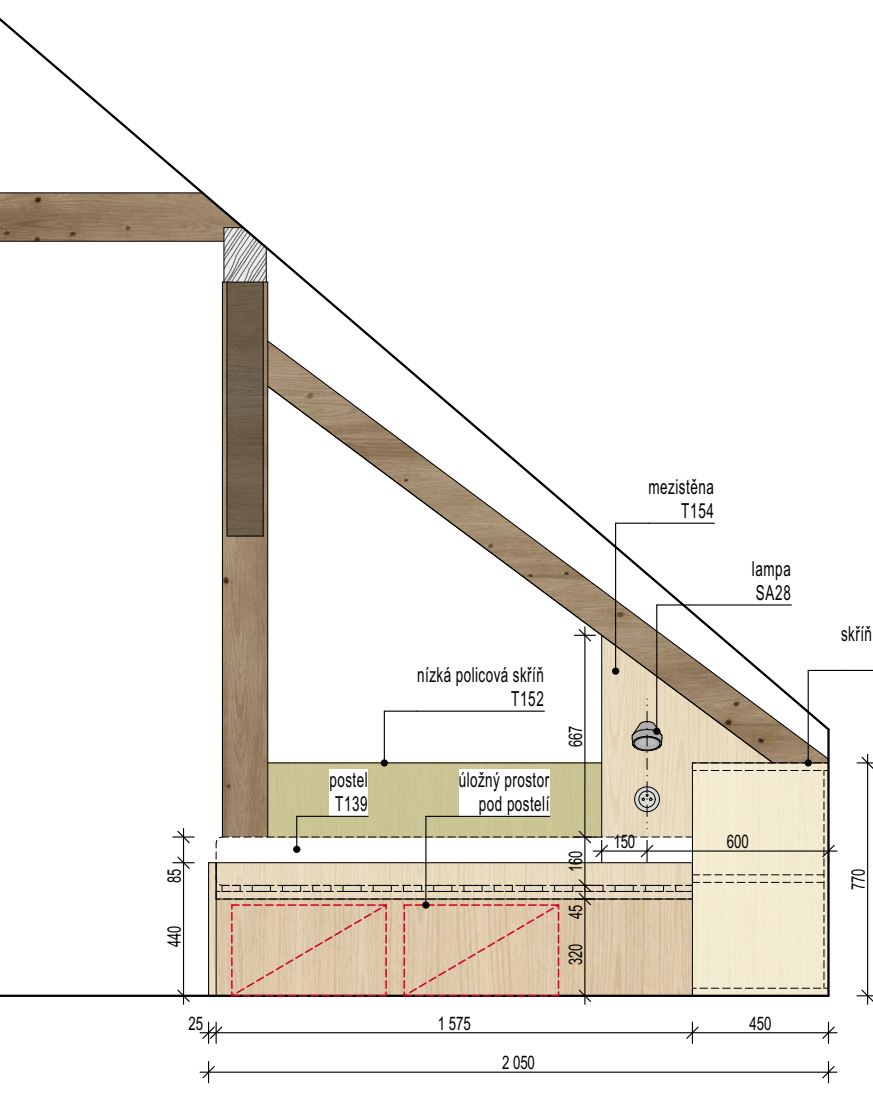 mezistěna
T154
lampa
SA28
skříň
nízká policová skříň
T152
667
postel
T139
úložný prostor
pod postelí
150
600
160
85
770
45
440
320
25
1 575
450
2 050